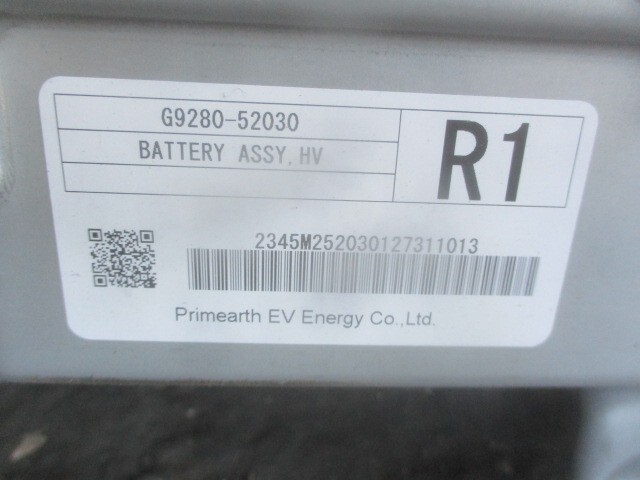 G9280-52030
BATTERY ASSY, HV
R1
2345M252030127311013
Primearth EV Energy Co.,Ltd.